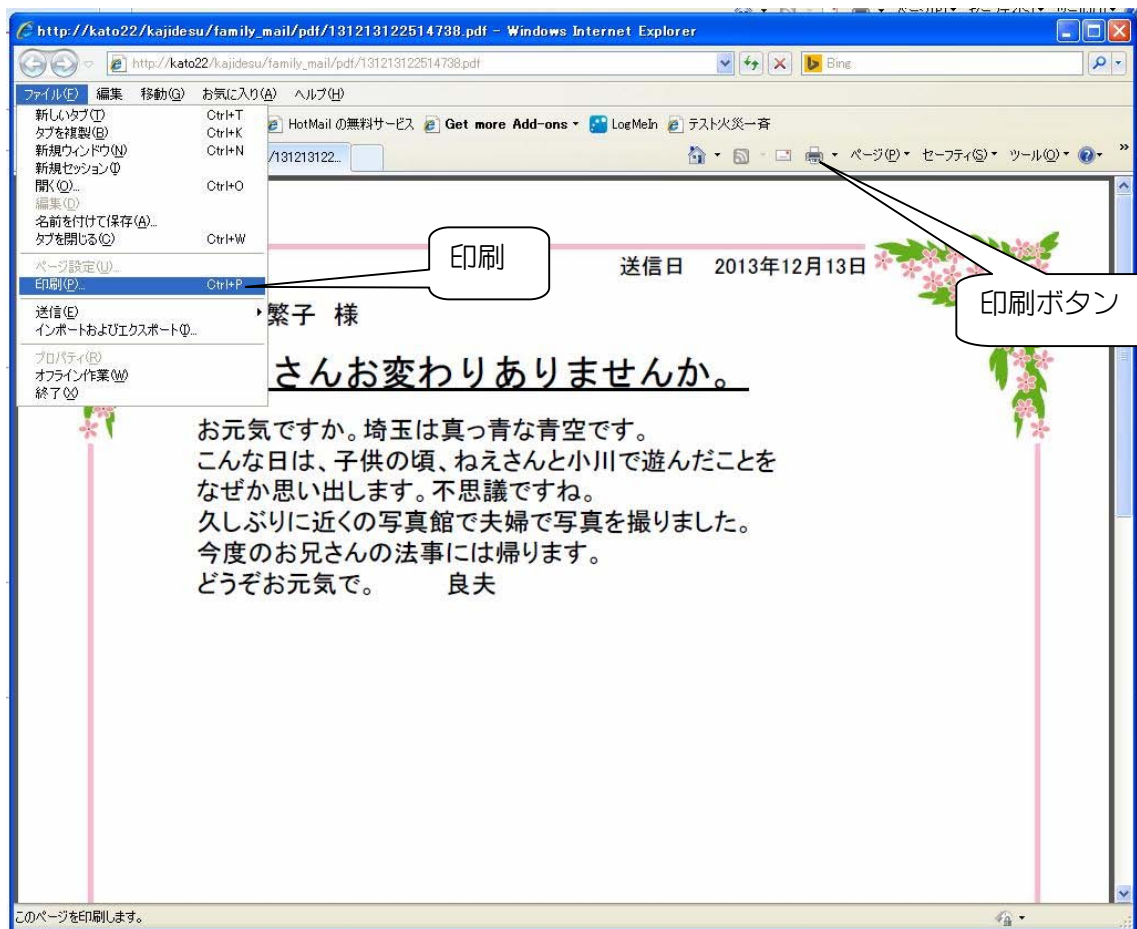 http://kato22/kajidesu/family_mail/pdf/131213122514738.pdf - Windows Internet Explorer
http://kato22/kajidesu/family_mail/pdf/131213122514738.pdf
Bing
ファイル(F) 編集 移動(G) お気に入り(A) ヘルプ(H)
HotMail の無料サービス Get more Add-ons LogMeIn テスト火災一斉
/131213122...
ページ(P) セーフティ(S) ツール(O) »
新しいタブ(T) Ctrl+T
タブを複製(B) Ctrl+K
新規ウィンドウ(N) Ctrl+N
新規セッション(I)
開く(O)... Ctrl+O
編集(D)
名前を付けて保存(A)...
タブを閉じる(C) Ctrl+W
ページ設定(U)...
印刷(P)... Ctrl+P
送信(E)
インポートおよびエクスポート(I)...
プロパティ(R)
オフライン作業(W)
終了(X)
印刷
印刷ボタン
送信日 2013年12月13日
繁子 様
さんお変わりありませんか。
お元気ですか。埼玉は真っ青な青空です。
こんな日は、子供の頃、ねえさんと小川で遊んだことを
なぜか思い出します。不思議ですね。
久しぶりに近くの写真館で夫婦で写真を撮りました。
今度のお兄さんの法事には帰ります。
どうぞお元気で。 良夫
このページを印刷します。